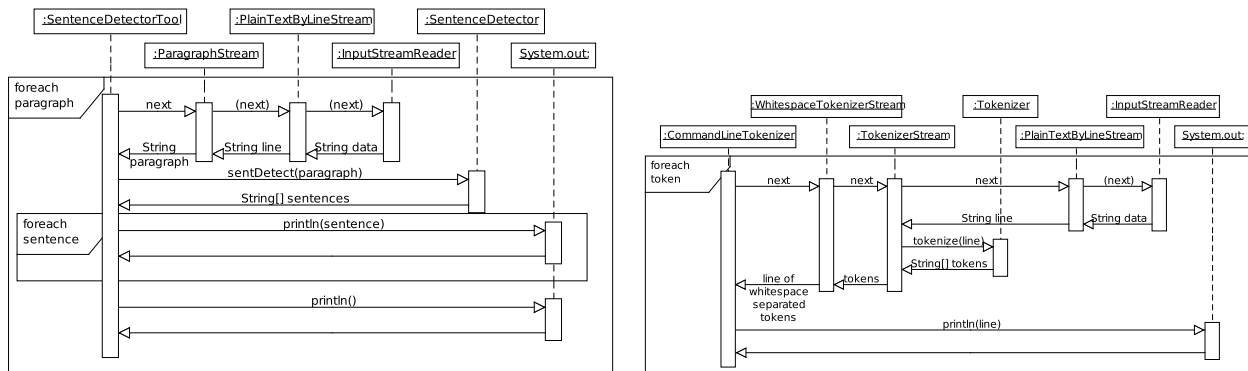 :SentenceDetectorTool
:PlainTextByLineStream
:SentenceDetector
:ParagraphStream
:InputStreamReader
System.out:
foreach
paragraph
next
(next)
(next)
String
paragraph
String line
String data
sentDetect(paragraph)
String[] sentences
foreach
sentence
println(sentence)
println()
:WhitespaceTokenizerStream
:Tokenizer
:InputStreamReader
:CommandLineTokenizer
:TokenizerStream
:PlainTextByLineStream
System.out:
foreach
token
next
next
next
(next)
String line
String data
tokenize(line)
String[] tokens
line of
whitespace
separated
tokens
tokens
println(line)